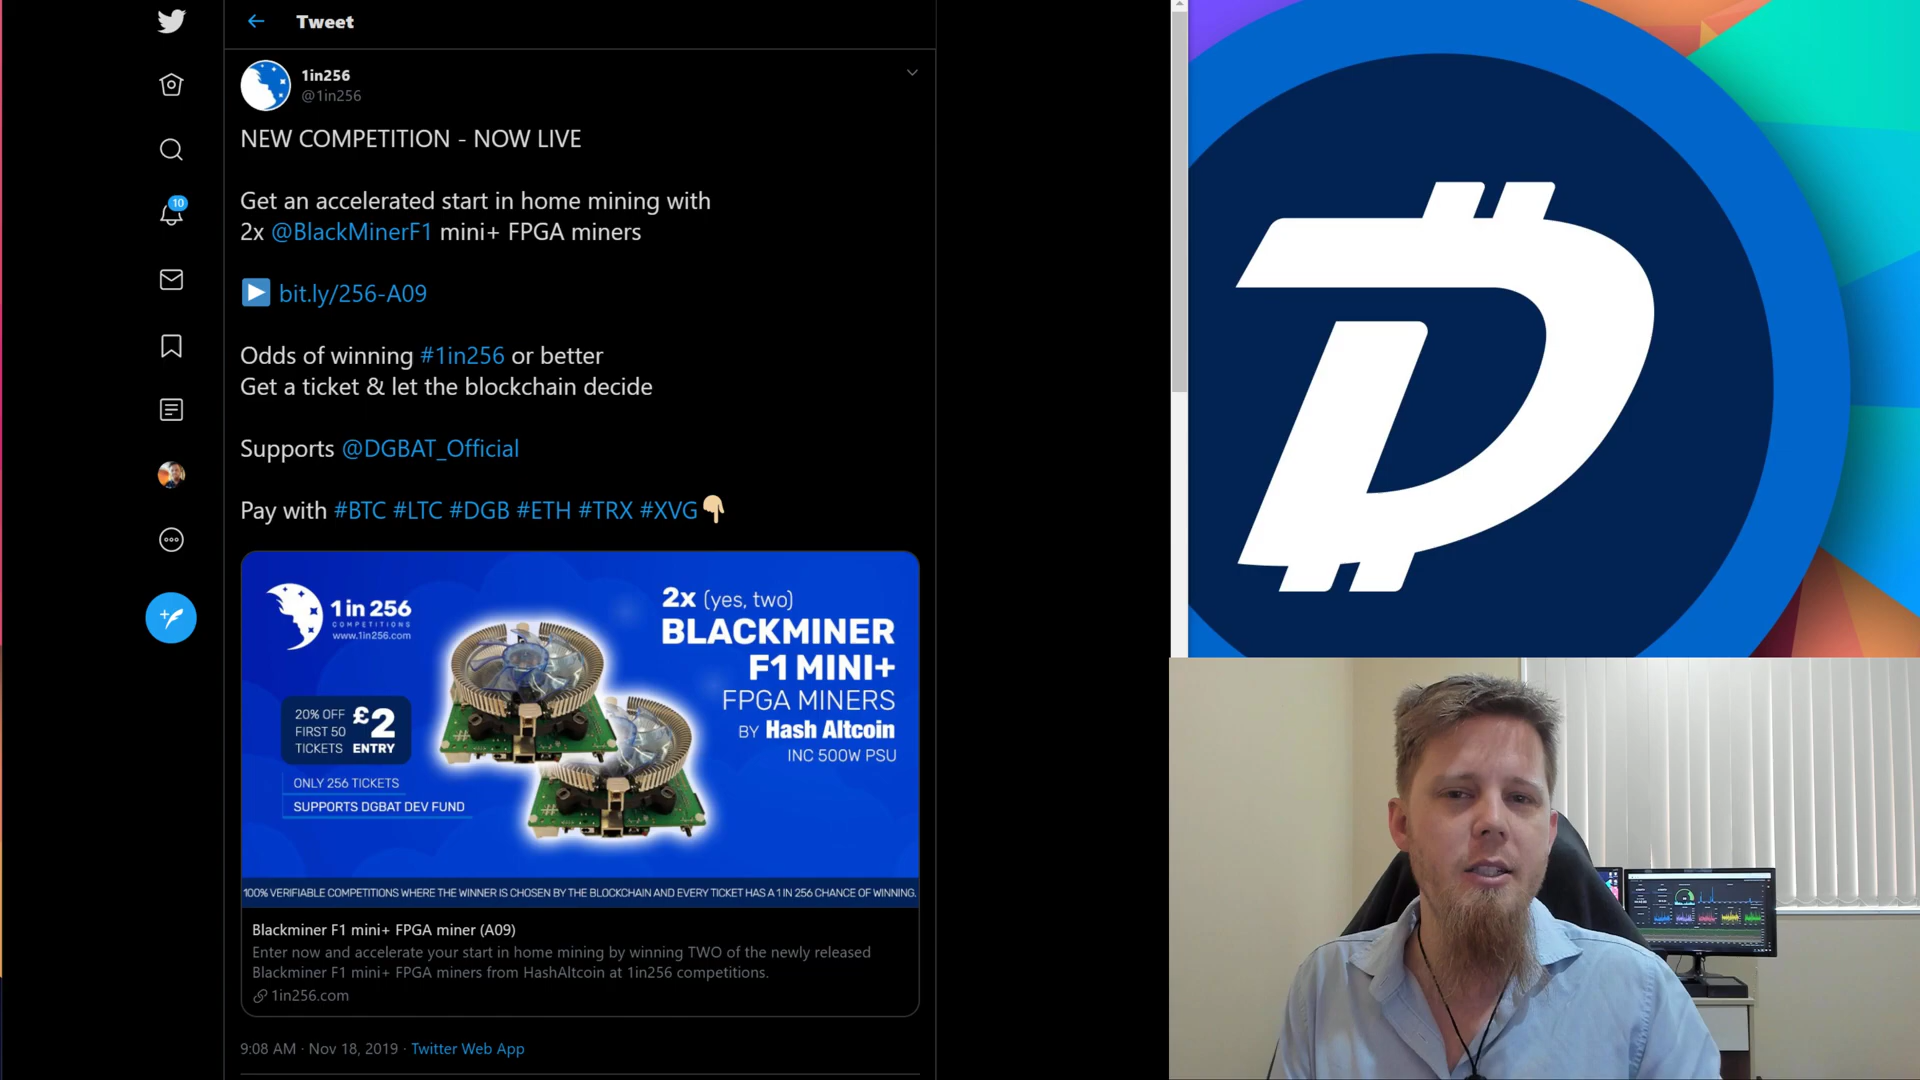 Tweet
1in256
@1in256
NEW COMPETITION - NOW LIVE
Get an accelerated start in home mining with
2x @BlackMinerF1 mini+ FPGA miners
bit.ly/256-A09
Odds of winning #1in256 or better
Get a ticket & let the blockchain decide
Supports @DGBAT_Official
Pay with #BTC #LTC #DGB #ETH #TRX #XVG
10
1 in 256
COMPETITIONS
www.1in256.com
2x (yes, two)
BLACKMINER
F1 MINI+
FPGA MINERS
BY Hash Altcoin
INC 500W PSU
20% OFF
FIRST 50
TICKETS
£2
ENTRY
ONLY 256 TICKETS
SUPPORTS DGBAT DEV FUND
100% VERIFIABLE COMPETITIONS WHERE THE WINNER IS CHOSEN BY THE BLOCKCHAIN AND EVERY TICKET HAS A 1 IN 256 CHANCE OF WINNING.
Blackminer F1 mini+ FPGA miner (A09)
Enter now and accelerate your start in home mining by winning TWO of the newly released
Blackminer F1 mini+ FPGA miners from HashAltcoin at 1in256 competitions.
1in256.com
9:08 AM · Nov 18, 2019 · Twitter Web App